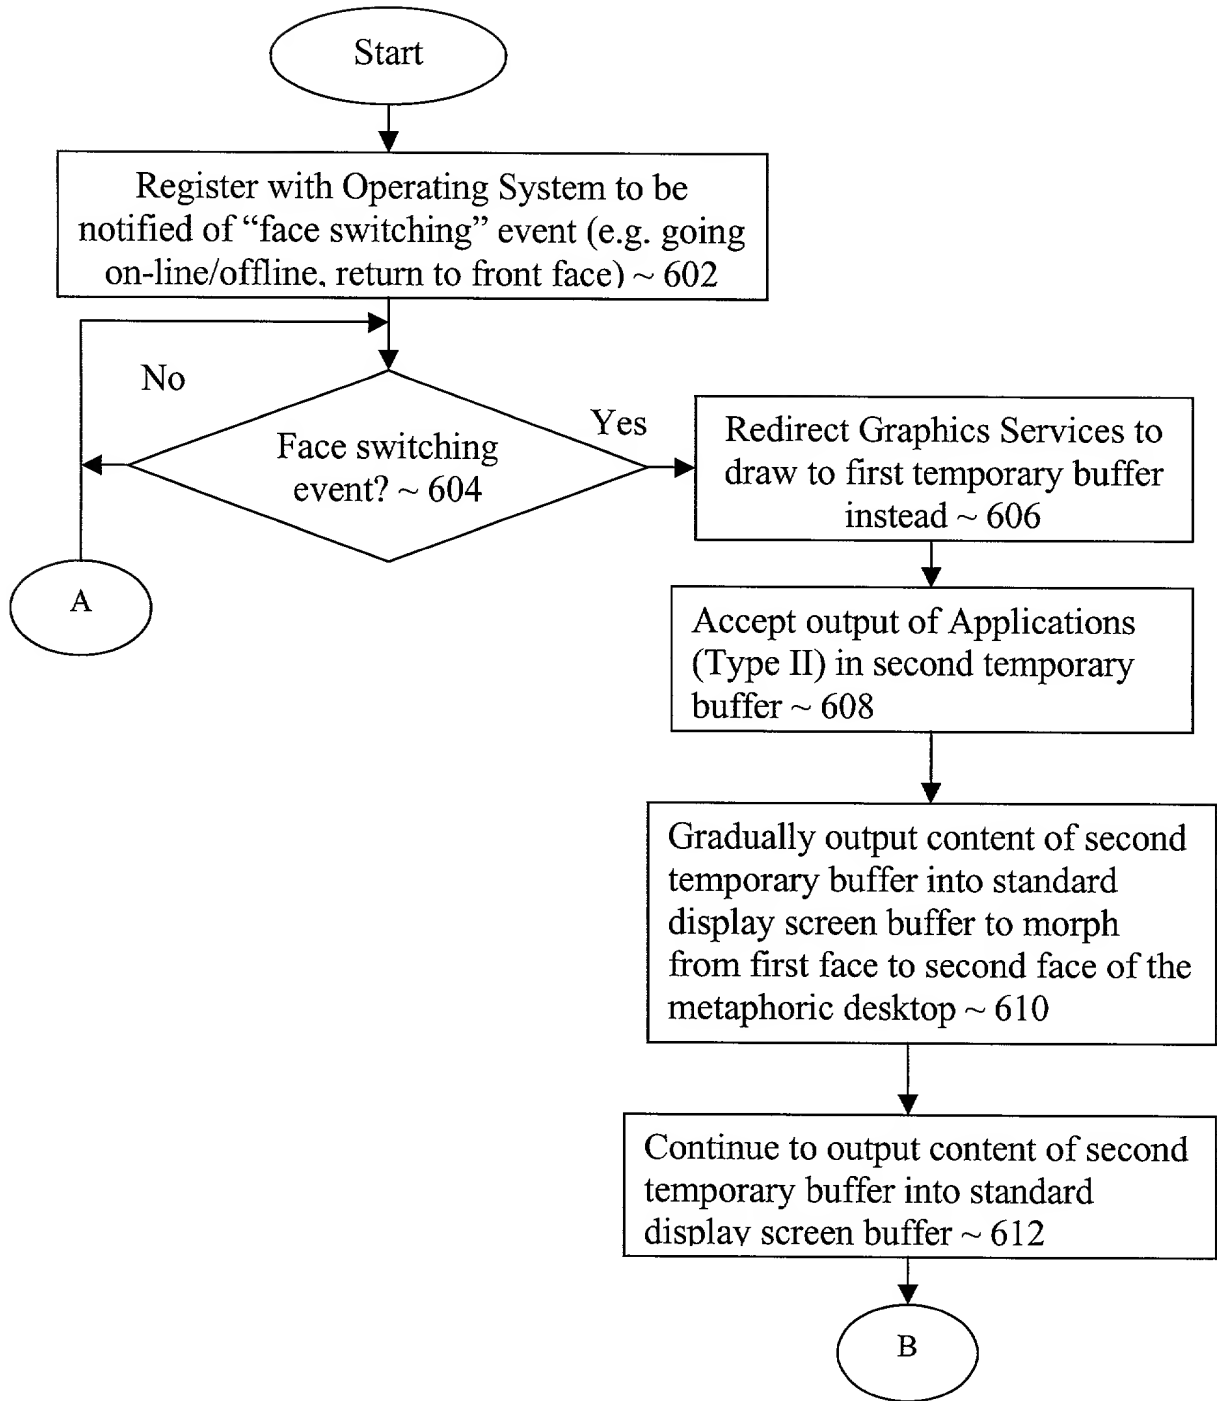 Start
Register with Operating System to be
notified of “face switching” event (e.g. going
on-line/offline, return to front face) ~ 602
No
Face switching
event? ~ 604
Yes
Redirect Graphics Services to
draw to first temporary buffer
instead ~ 606
A
Accept output of Applications
(Type II) in second temporary
buffer ~ 608
Gradually output content of second
temporary buffer into standard
display screen buffer to morph
from first face to second face of the
metaphoric desktop ~ 610
Continue to output content of second
temporary buffer into standard
display screen buffer ~ 612
B